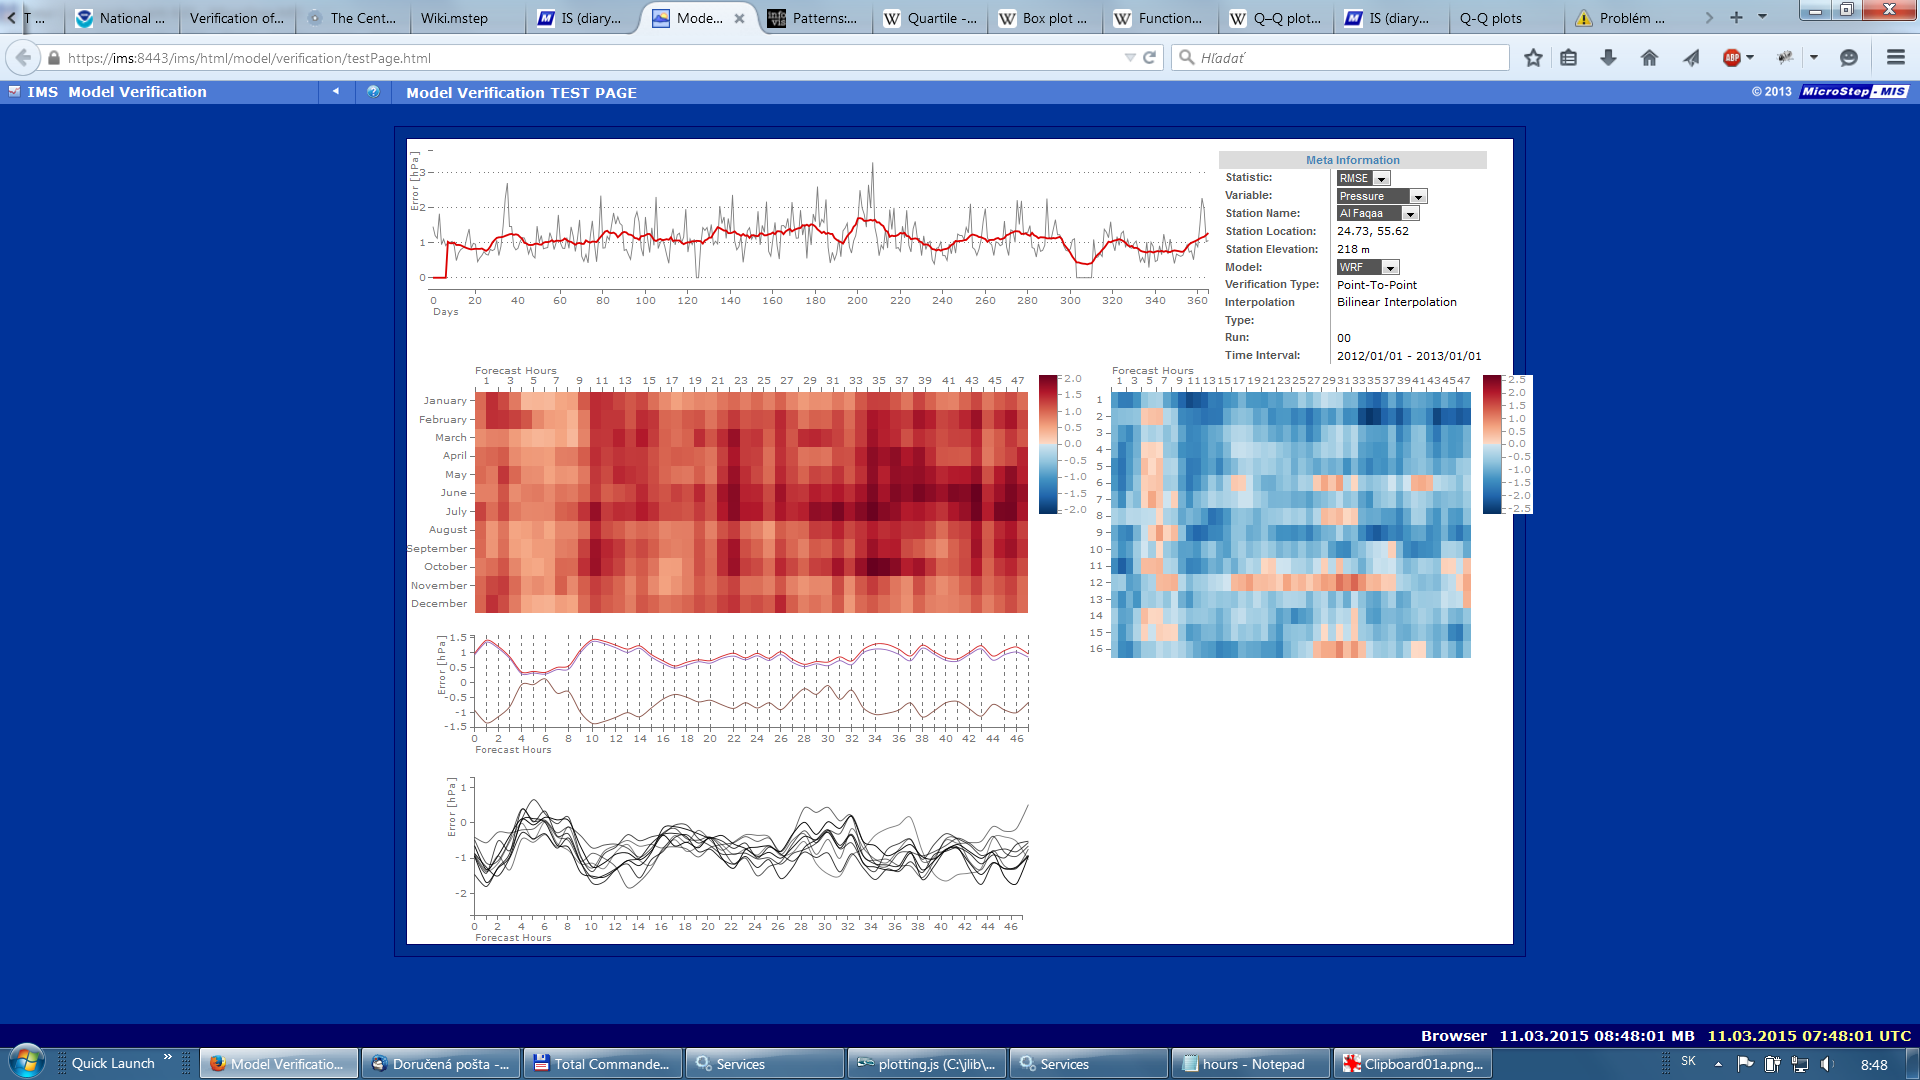 T ...
National ...
Verification of...
The Cent...
Wiki.mstep
IS (diary...
Mode...
Patterns:...
Quartile -...
Box plot ...
Function...
Q–Q plot...
IS (diary...
Q-Q plots
Problém ...
https://ims:8443/ims/html/model/verification/testPage.html
Hľadať
ABP
IMS Model Verification
Model Verification TEST PAGE
© 2013 MicroStep - MIS
Error [hPa]
3
2
1
0
0 20 40 60 80 100 120 140 160 180 200 220 240 260 280 300 320 340 360
Days
Meta Information
Statistic: RMSE
Variable: Pressure
Station Name: Al Faqaa
Station Location: 24.73, 55.62
Station Elevation: 218 m
Model: WRF
Verification Type: Point-To-Point
Interpolation Type: Bilinear Interpolation
Run: 00
Time Interval: 2012/01/01 - 2013/01/01
Forecast Hours
1 3 5 7 9 11 13 15 17 19 21 23 25 27 29 31 33 35 37 39 41 43 45 47
January
February
March
April
May
June
July
August
September
October
November
December
2.0
1.5
1.0
0.5
0.0
-0.5
-1.0
-1.5
-2.0
Forecast Hours
1 3 5 7 9 11 13 15 17 19 21 23 25 27 29 31 33 35 37 39 41 43 45 47
1
2
3
4
5
6
7
8
9
10
11
12
13
14
15
16
2.5
2.0
1.5
1.0
0.5
0.0
-0.5
-1.0
-1.5
-2.0
-2.5
Error [hPa]
1.5
1
0.5
0
-0.5
-1
-1.5
0 2 4 6 8 10 12 14 16 18 20 22 24 26 28 30 32 34 36 38 40 42 44 46
Forecast Hours
Error [hPa]
1
0
-1
-2
0 2 4 6 8 10 12 14 16 18 20 22 24 26 28 30 32 34 36 38 40 42 44 46
Forecast Hours
Browser 11.03.2015 08:48:01 MB 11.03.2015 07:48:01 UTC
Quick Launch
Model Verificatio...
Doručená pošta -...
Total Commande...
Services
plotting.js (C:\jlib\...
Services
hours - Notepad
Clipboard01a.png...
SK
8:48